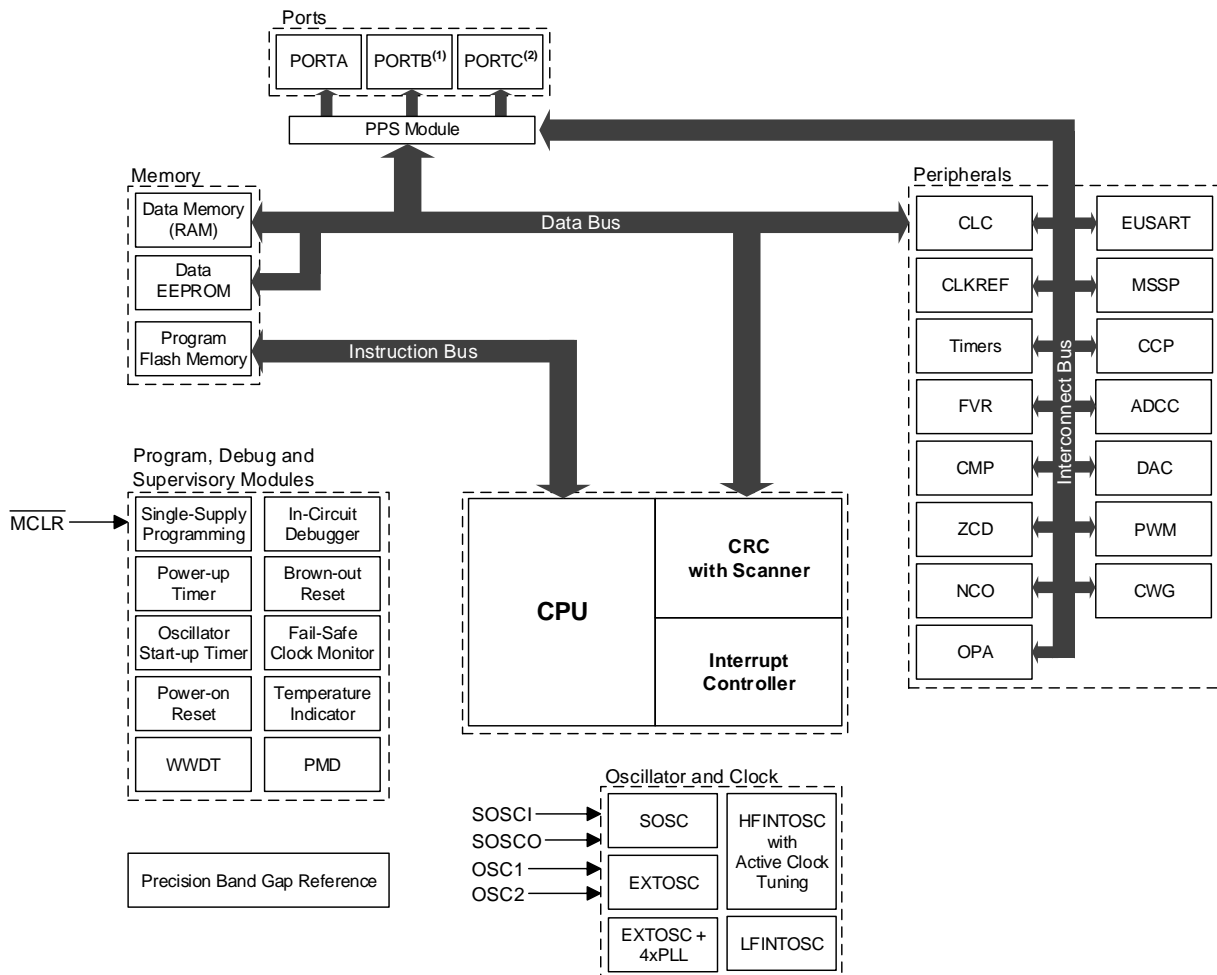 Ports
PORTA
PORTB(1)
PORTC(2)
PPS Module
Memory
Data Memory
(RAM)
Data
EEPROM
Program
Flash Memory
Data Bus
Instruction Bus
Peripherals
CLC
EUSART
CLKREF
MSSP
Timers
CCP
FVR
ADCC
CMP
DAC
ZCD
PWM
NCO
CWG
OPA
Interconnect Bus
Program, Debug and
Supervisory Modules
MCLR
Single-Supply
Programming
In-Circuit
Debugger
Power-up
Timer
Brown-out
Reset
Oscillator
Start-up Timer
Fail-Safe
Clock Monitor
Power-on
Reset
Temperature
Indicator
WWDT
PMD
CPU
CRC
with Scanner
Interrupt
Controller
Precision Band Gap Reference
Oscillator and Clock
SOSCI
SOSCO
OSC1
OSC2
SOSC
HFINTOSC
with
Active Clock
Tuning
EXTOSC
EXTOSC +
4xPLL
LFINTOSC